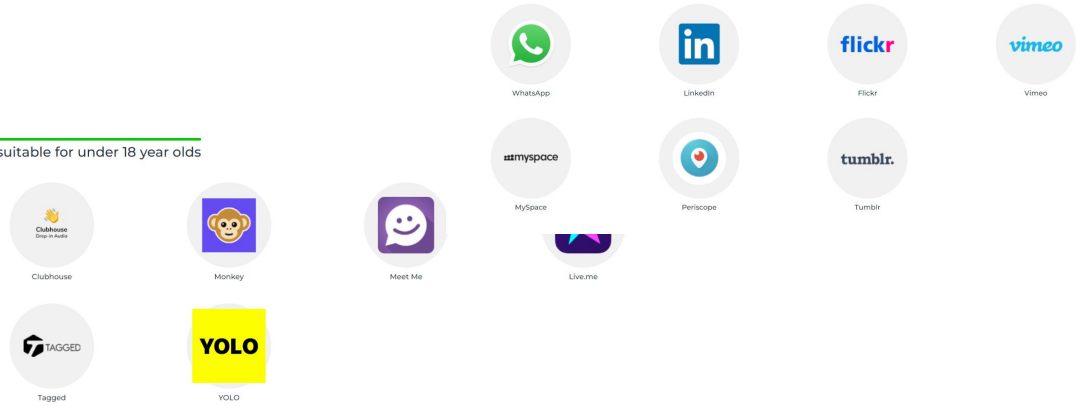 flickr
vimeo
WhatsApp
LinkedIn
Flickr
Vimeo
myspace
tumblr.
MySpace
Periscope
Tumblr
suitable for under 18 year olds
Clubhouse
Drop-in Audio
Clubhouse
Monkey
Meet Me
Live.me
TAGGED
YOLO
Tagged
YOLO
in